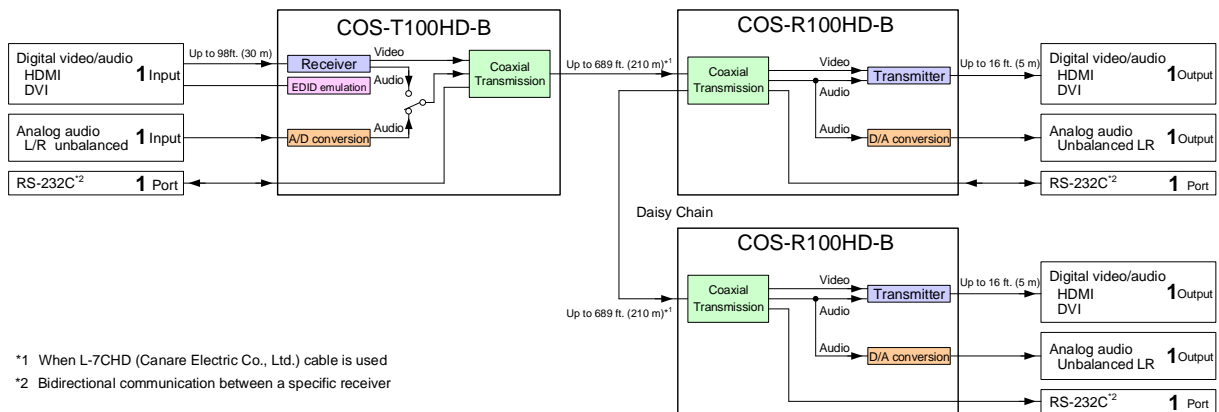 COS-T100HD-B
Digital video/audio
HDMI
DVI
1 Input
Up to 98ft. (30 m)
Receiver
EDID emulation
Video
Audio
Coaxial
Transmission
Analog audio
L/R unbalanced
1 Input
A/D conversion
Audio
RS-232C*2
1 Port
Up to 689 ft. (210 m)*1
COS-R100HD-B
Coaxial
Transmission
Video
Audio
Transmitter
Up to 16 ft. (5 m)
Digital video/audio
HDMI
DVI
1 Output
Audio
D/A conversion
Analog audio
Unbalanced LR
1 Output
RS-232C*2
1 Port
Daisy Chain
COS-R100HD-B
Up to 689 ft. (210 m)*1
Coaxial
Transmission
Video
Audio
Transmitter
Up to 16 ft. (5 m)
Digital video/audio
HDMI
DVI
1 Output
Audio
D/A conversion
Analog audio
Unbalanced LR
1 Output
RS-232C*2
1 Port
*1 When L-7CHD (Canare Electric Co., Ltd.) cable is used
*2 Bidirectional communication between a specific receiver